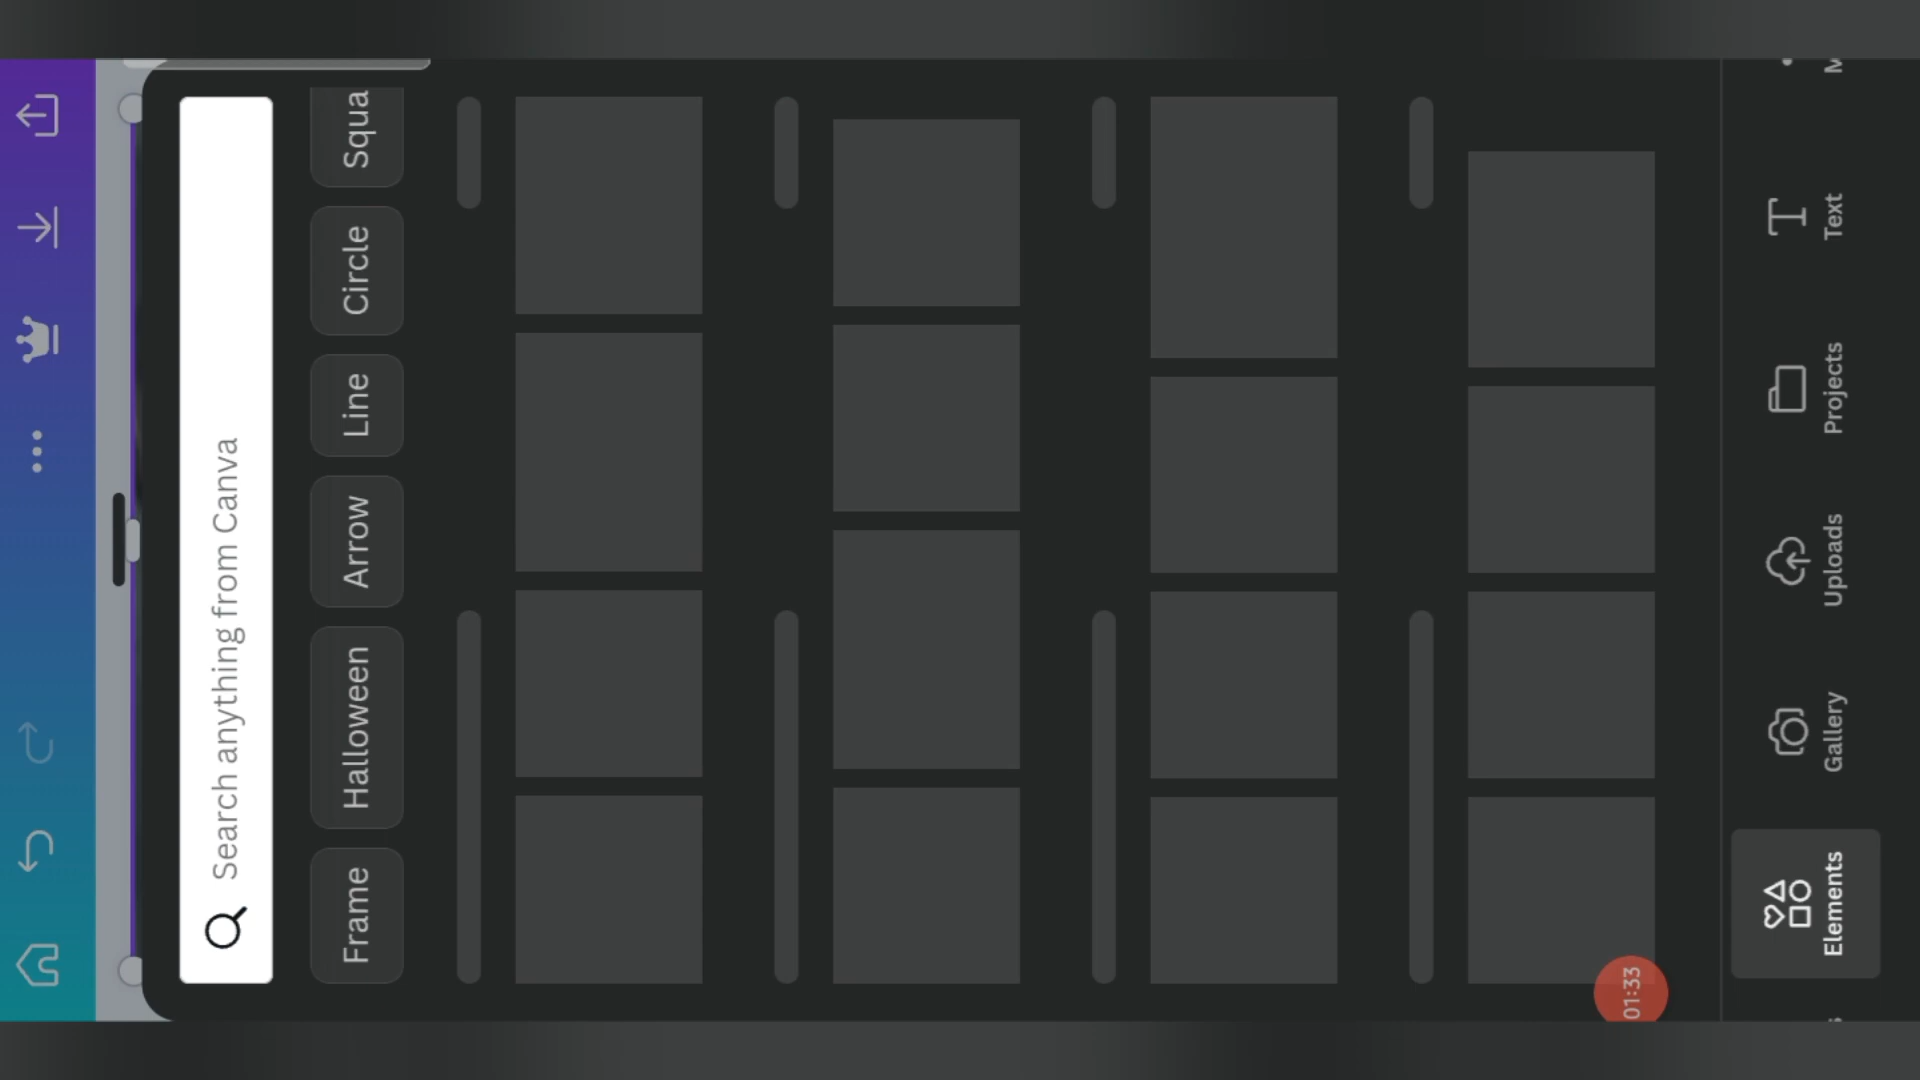 Search anything from Canva
Frame
Halloween
Arrow
Line
Circle
Squa
01:33
Elements
Gallery
Uploads
Projects
Text